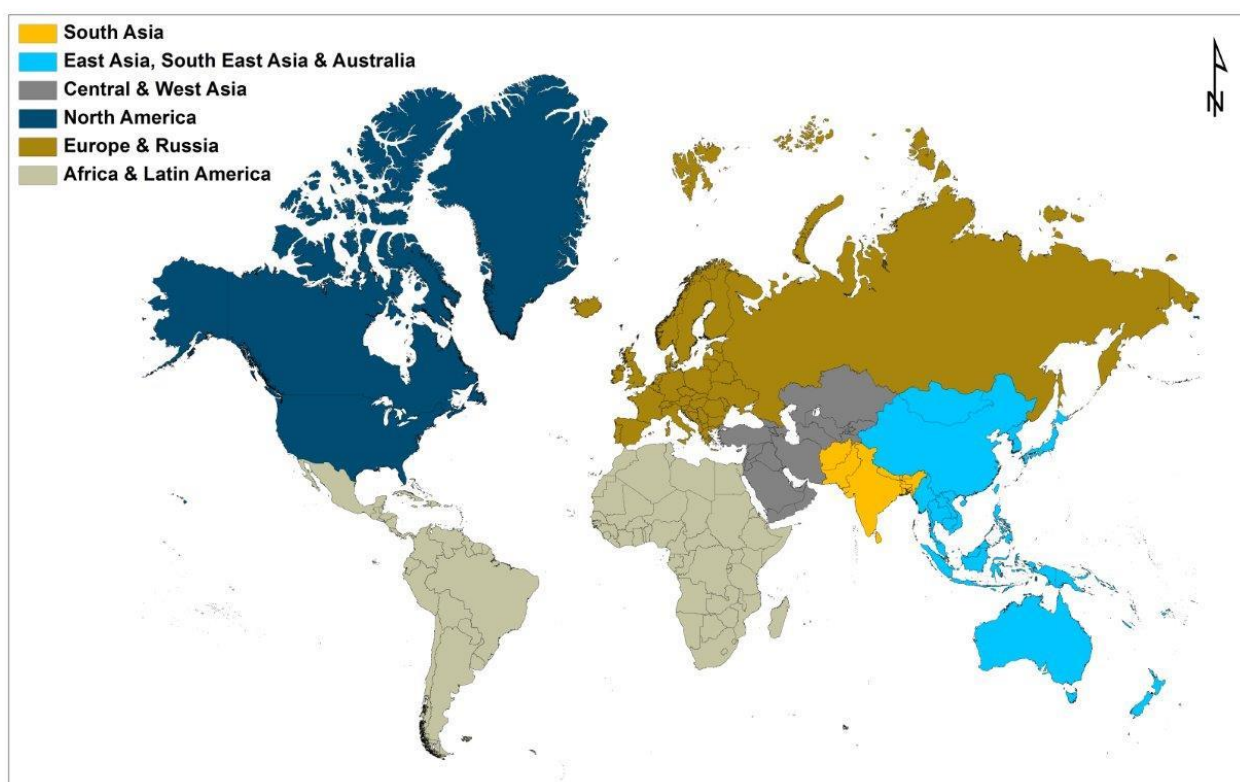 South Asia
East Asia, South East Asia & Australia
Central & West Asia
North America
Europe & Russia
Africa & Latin America
N